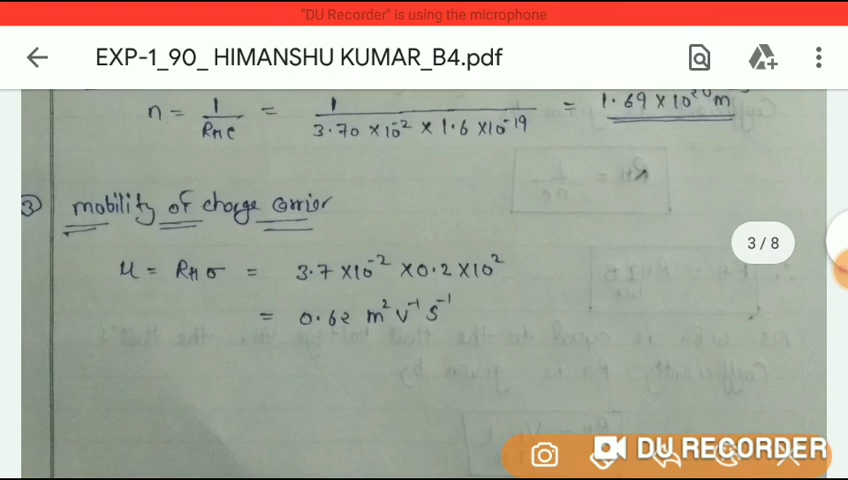 "DU Recorder" is using the microphone
EXP-1_90_ HIMANSHU KUMAR_B4.pdf
n = 1/RHe = 1/3.70 × 10⁻² × 1.6 × 10⁻¹⁹ = 1.69 × 10²⁰ m
③ mobility of charge carrier
3 / 8
μ = RHσ = 3.7 × 10⁻² × 0.2 × 10²
= 0.62 m² v⁻¹ s⁻¹
DU RECORDER